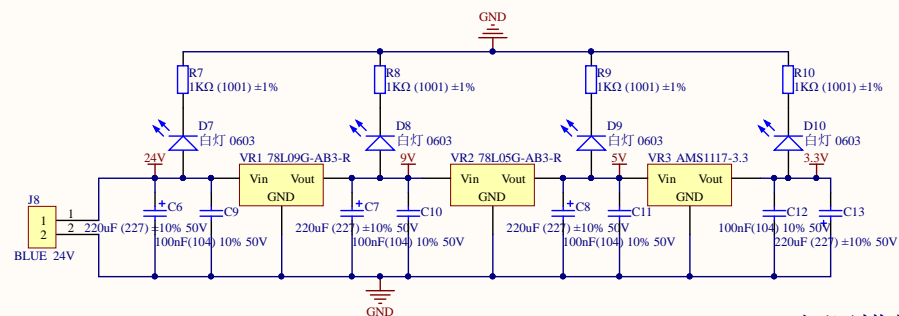 GND
R7
1KΩ (1001) ±1%
R8
1KΩ (1001) ±1%
R9
1KΩ (1001) ±1%
R10
1KΩ (1001) ±1%
D7
白灯 0603
D8
白灯 0603
D9
白灯 0603
D10
白灯 0603
24V
VR1 78L09G-AB3-R
9V
VR2 78L05G-AB3-R
5V
VR3 AMS1117-3.3
3.3V
Vin Vout
GND
Vin Vout
GND
Vin Vout
GND
J8
1
2
1
2
BLUE 24V
C6
220uF (227) ±10% 50V
C9
100nF(104) 10% 50V
C7
220uF (227) ±10% 50V
C10
100nF(104) 10% 50V
C8
220uF (227) ±10% 50V
C11
100nF(104) 10% 50V
C12
100nF(104) 10% 50V
C13
220uF (227) ±10% 50V
GND